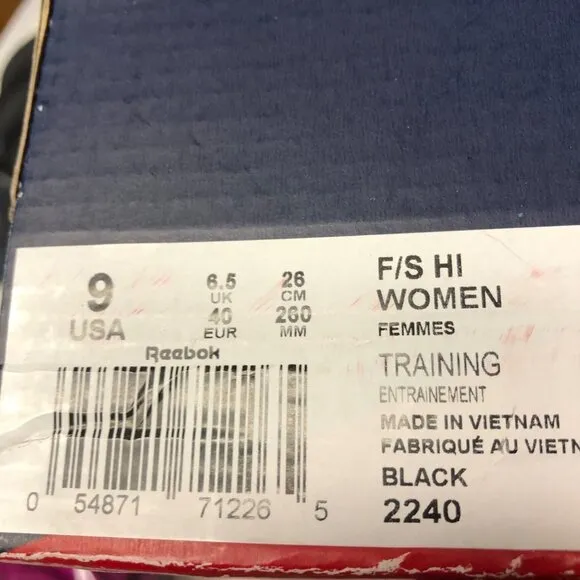 9
USA
6.5
UK
40
EUR
26
CM
260
MM
Reebok
0 54871 71226 5
F/S HI
WOMEN
FEMMES
TRAINING
ENTRAINEMENT
MADE IN VIETNAM
FABRIQUÉ AU VIETN
BLACK
2240